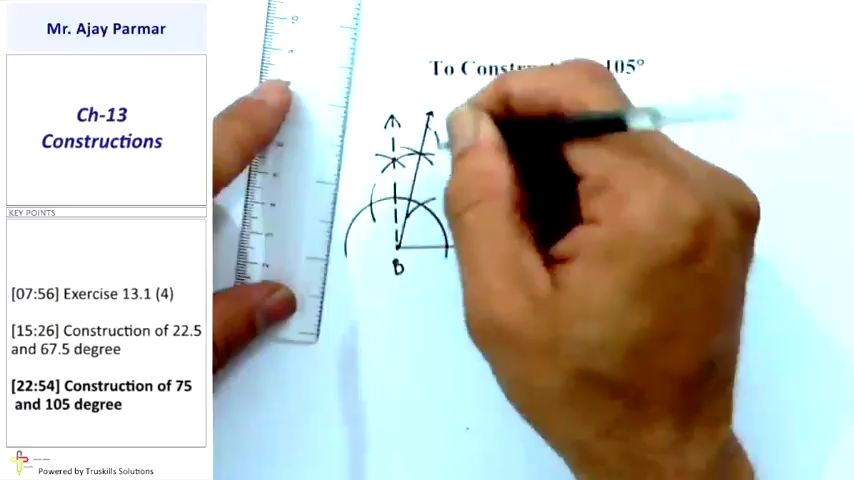 Mr. Ajay Parmar
Ch-13
Constructions
KEY POINTS
[07:56] Exercise 13.1 (4)
[15:26] Construction of 22.5
and 67.5 degree
[22:54] Construction of 75
and 105 degree
Powered by Truskills Solutions
To 105°
B